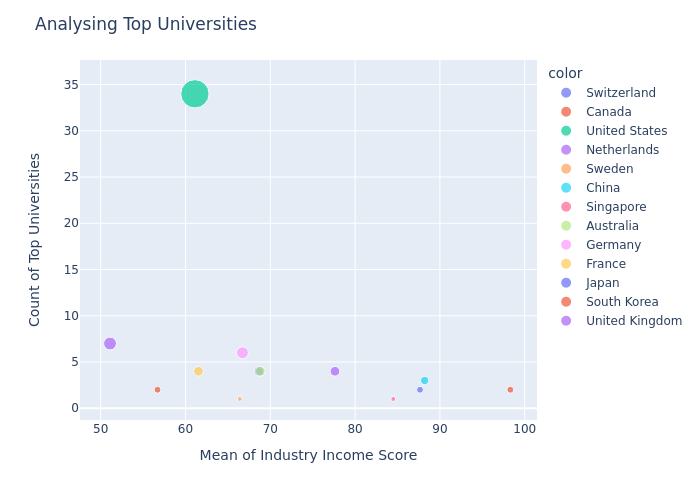 Analysing Top Universities
color
Switzerland
Canada
United States
Netherlands
Sweden
China
Singapore
Australia
Germany
France
Japan
South Korea
United Kingdom
Count of Top Universities
35
30
25
20
15
10
5
0
50
60
70
80
90
100
Mean of Industry Income Score